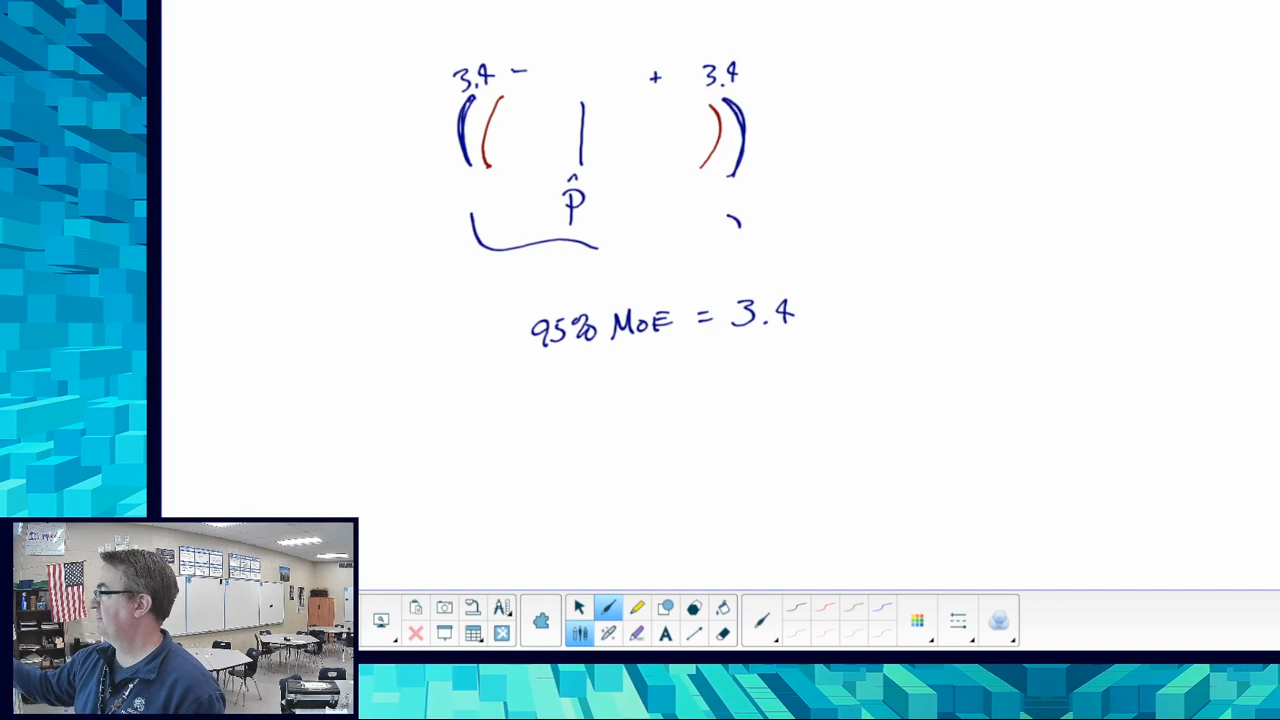 3.4 - + 3.4
p̂
95% MoE = 3.4